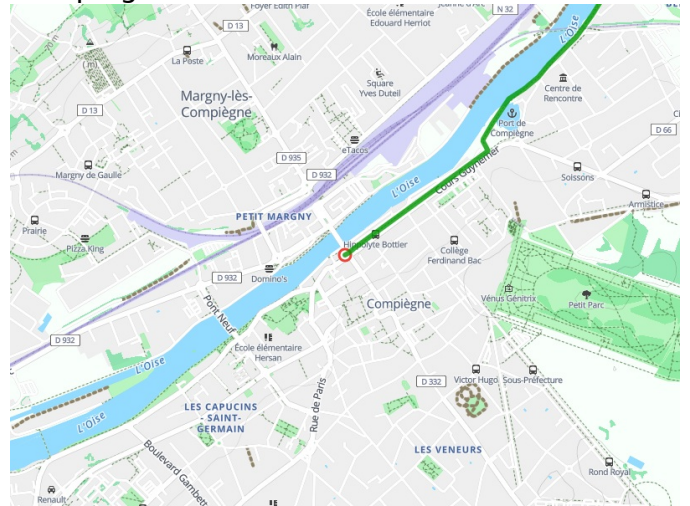 Foyer Edith Piaf
École élémentaire
Edouard Herriot
N 32
D 13
La Poste
Moreaux Alain
L'Oise
Square
Yves Duteil
Centre de
Rencontre
Margny-lès-
Compiègne
D 13
Port de
Compiègne
D 66
eTacos
D 935
D 932
Margny de Gaulle
L'Oise
Cours Guynemer
Soissons
Armistice
PETIT MARGNY
Prairie
Pizza King
Hippolyte Bottier
Collège
Ferdinand Bac
D 932
Domino's
Vénus Génitrix
Petit Parc
Compiègne
Pont Neuf
D 932
École élémentaire
Hersan
L'Oise
D 332
Victor Hugo
Sous-Préfecture
Rue de Paris
L'Oise
LES CAPUCINS
- SAINT-
GERMAIN
LES VENEURS
Boulevard Gambetta
Rond Royal
Renault